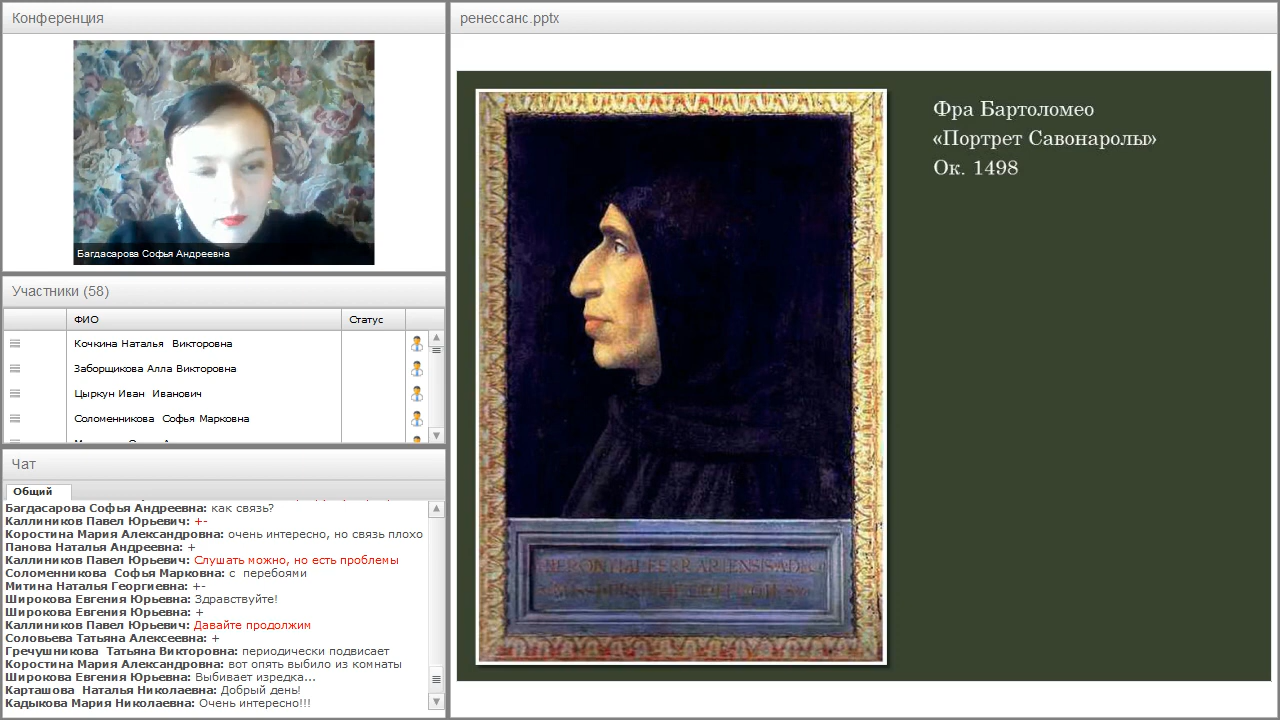 Конференция
Багдасарова Софья Андреевна
Участники (58)
ФИО
Статус
Кочкина Наталья Викторовна
Заборщикова Алла Викторовна
Цыркун Иван Иванович
Соломенникова Софья Марковна
Чат
Общий
Багдасарова Софья Андреевна: как связь?
Каллиников Павел Юрьевич: +-
Коростина Мария Александровна: очень интересно, но связь плохо
Панова Наталья Андреевна: +
Каллиников Павел Юрьевич: Слушать можно, но есть проблемы
Соломенникова Софья Марковна: с перебоями
Митина Наталья Георгиевна: +-
Широкова Евгения Юрьевна: Здравствуйте!
Широкова Евгения Юрьевна: +
Каллиников Павел Юрьевич: Давайте продолжим
Соловьева Татьяна Алексеевна: +
Гречушникова Татьяна Викторовна: периодически подвисает
Коростина Мария Александровна: вот опять выбило из комнаты
Широкова Евгения Юрьевна: Выбивает изредка...
Карташова Наталья Николаевна: Добрый день!
Кадыкова Мария Николаевна: Очень интересно!!!
ренессанс.pptx
Фра Бартоломео
«Портрет Савонаролы»
Ок. 1498